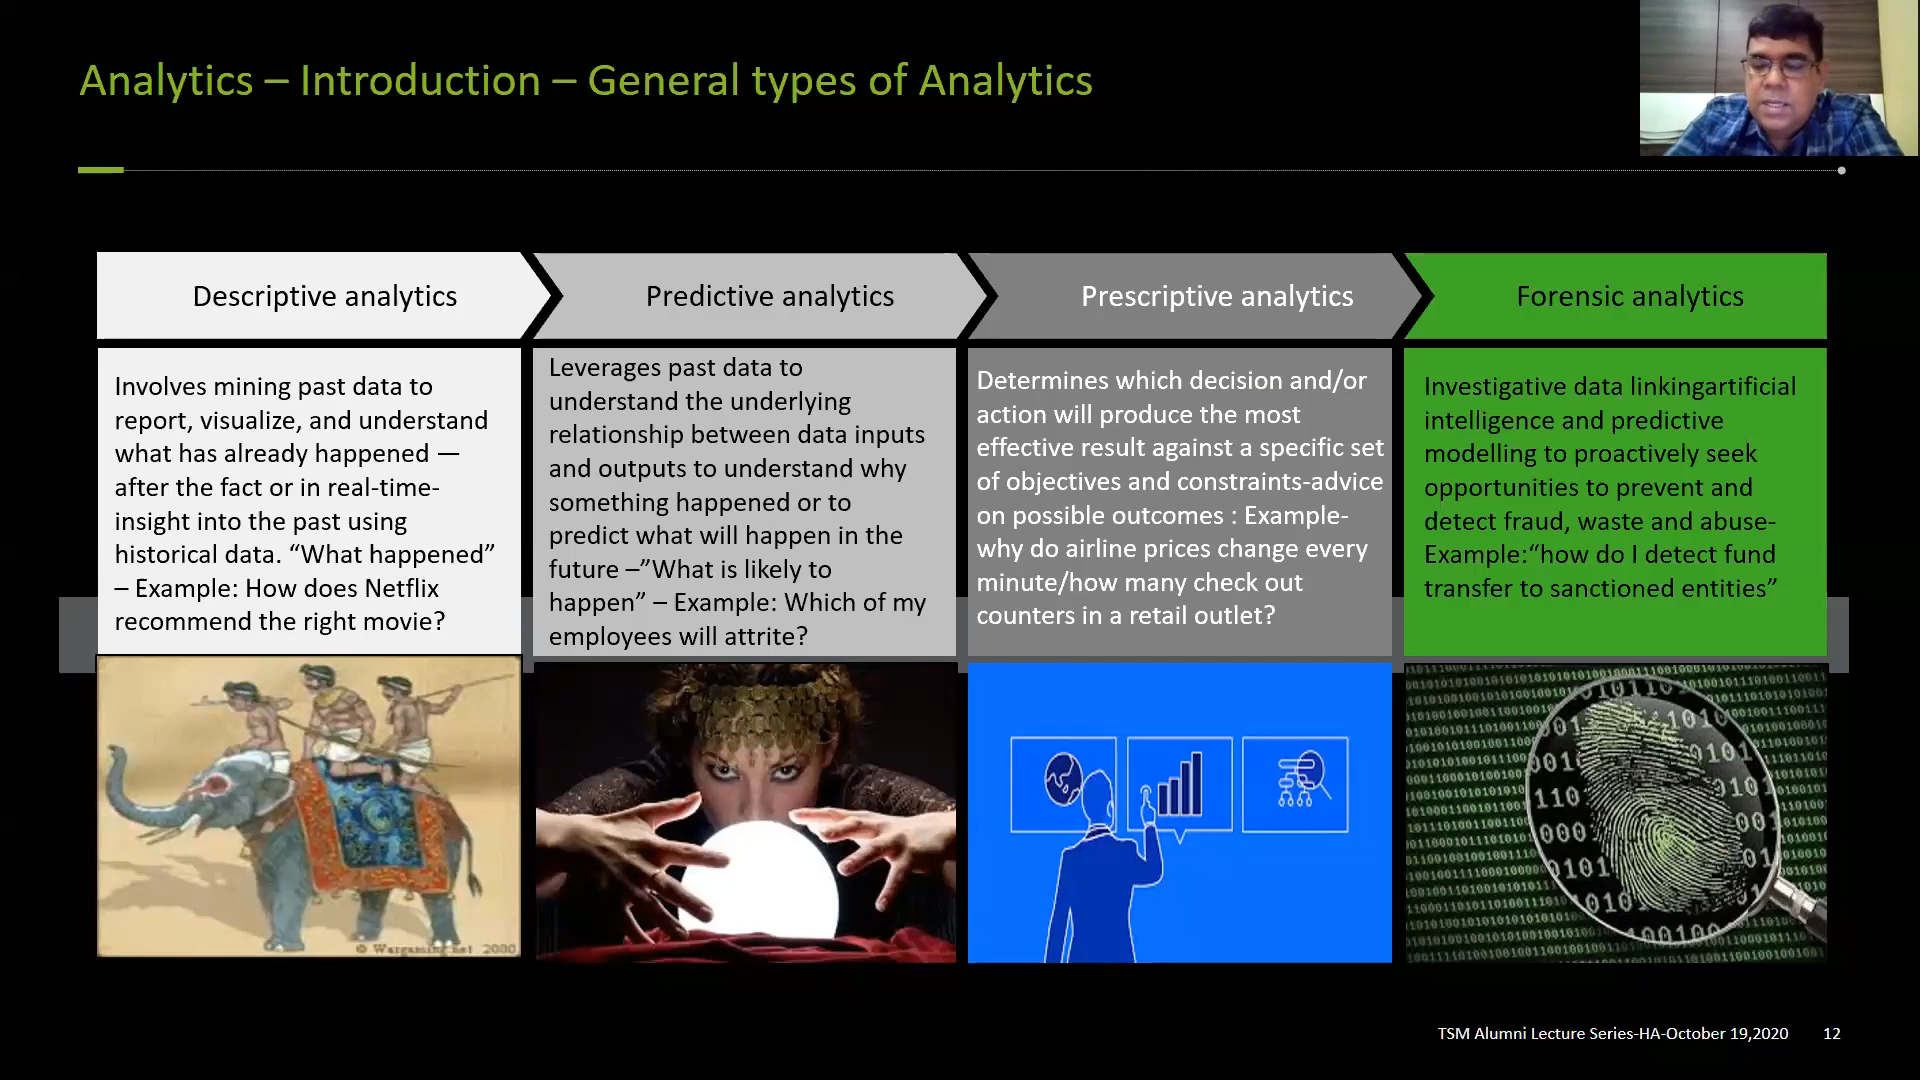 Analytics – Introduction – General types of Analytics
Descriptive analytics
Involves mining past data to
report, visualize, and understand
what has already happened —
after the fact or in real-time-
insight into the past using
historical data. “What happened”
– Example: How does Netflix
recommend the right movie?
© Wargaming.net 2000
Predictive analytics
Leverages past data to
understand the underlying
relationship between data inputs
and outputs to understand why
something happened or to
predict what will happen in the
future –”What is likely to
happen” – Example: Which of my
employees will attrite?
Prescriptive analytics
Determines which decision and/or
action will produce the most
effective result against a specific set
of objectives and constraints-advice
on possible outcomes : Example-
why do airline prices change every
minute/how many check out
counters in a retail outlet?
Forensic analytics
Investigative data linkingartificial
intelligence and predictive
modelling to proactively seek
opportunities to prevent and
detect fraud, waste and abuse-
Example:“how do I detect fund
transfer to sanctioned entities”
TSM Alumni Lecture Series-HA-October 19,2020 12